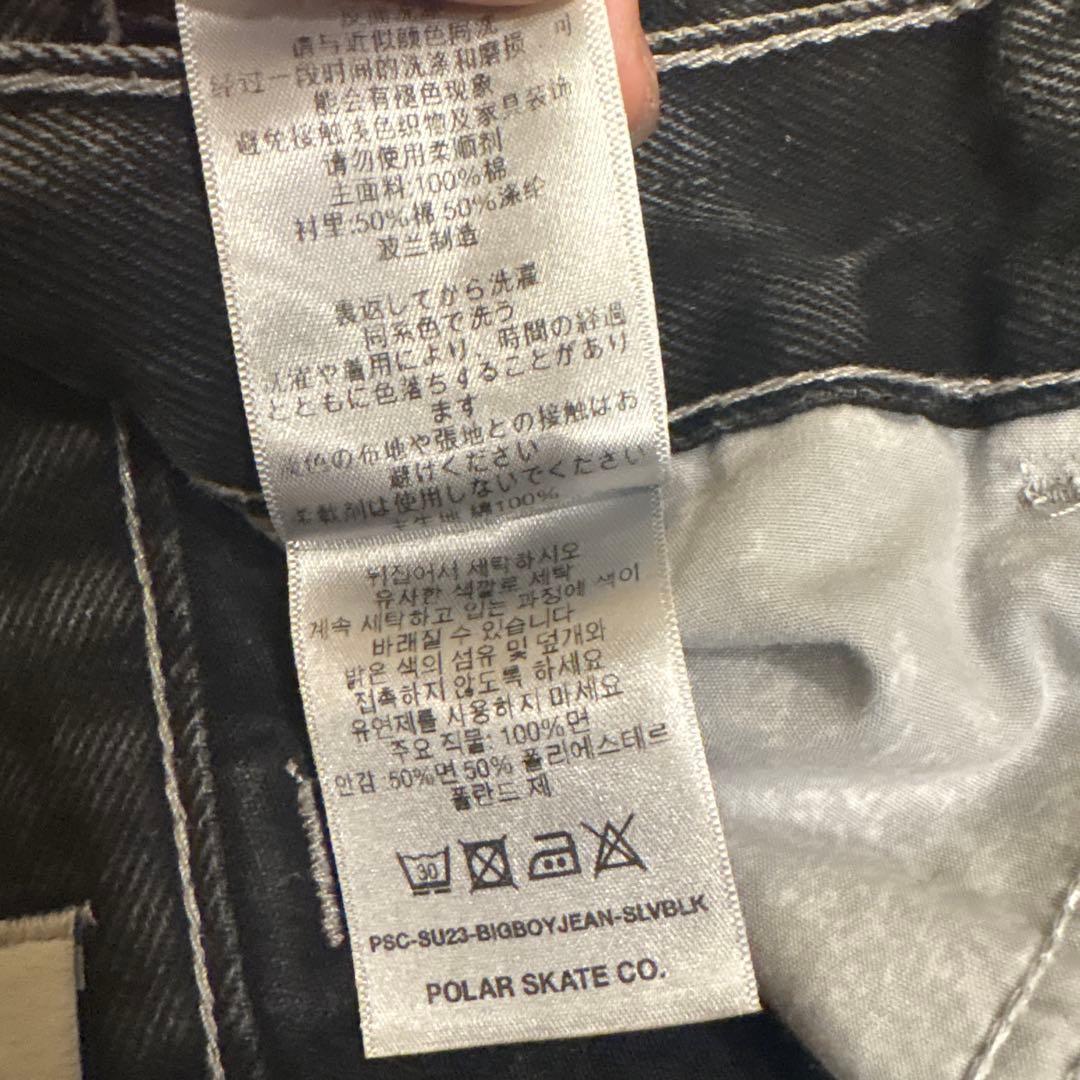 请与近似颜色同洗
经过一段时间的洗涤和磨损 可
能会有褪色现象
避免接触浅色织物及家具装饰
请勿使用柔顺剂
主面料:100%棉
衬里:50%棉 50%涤纶
波兰制造
裏返してから洗濯
同系色で洗う
洗濯や着用により、時間の経過
とともに色落ちすることがあり
ます
淡色の布地や張地との接触はお
避けください
柔軟剤は使用しないでください
主生地 綿100%
뒤집어서 세탁하시오
유사한 색깔로 세탁
계속 세탁하고 입는 과정에 색이
바래질 수 있습니다
밝은 색의 섬유 및 덮개와
접촉하지 않도록 하세요
유연제를 사용하지 마세요
주요 직물: 100%면
안감 50%면 50% 폴리에스테르
폴란드 제
30
PSC-SU23-BIGBOYJEAN-SLVBLK
POLAR SKATE CO.